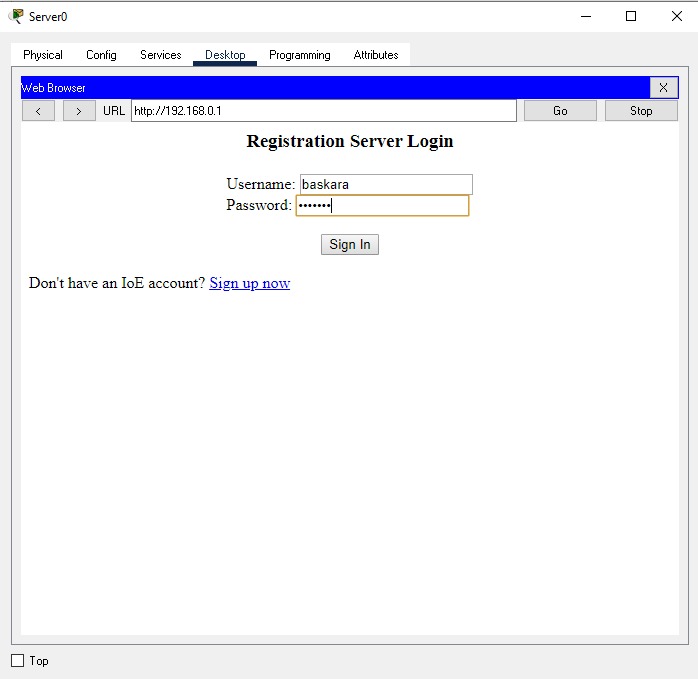 Server0
Physical Config Services Desktop Programming Attributes
Web Browser X
< > URL http://192.168.0.1 Go Stop
Registration Server Login
Username: baskara
Password: •••••••
Sign In
Don't have an IoE account? Sign up now
Top